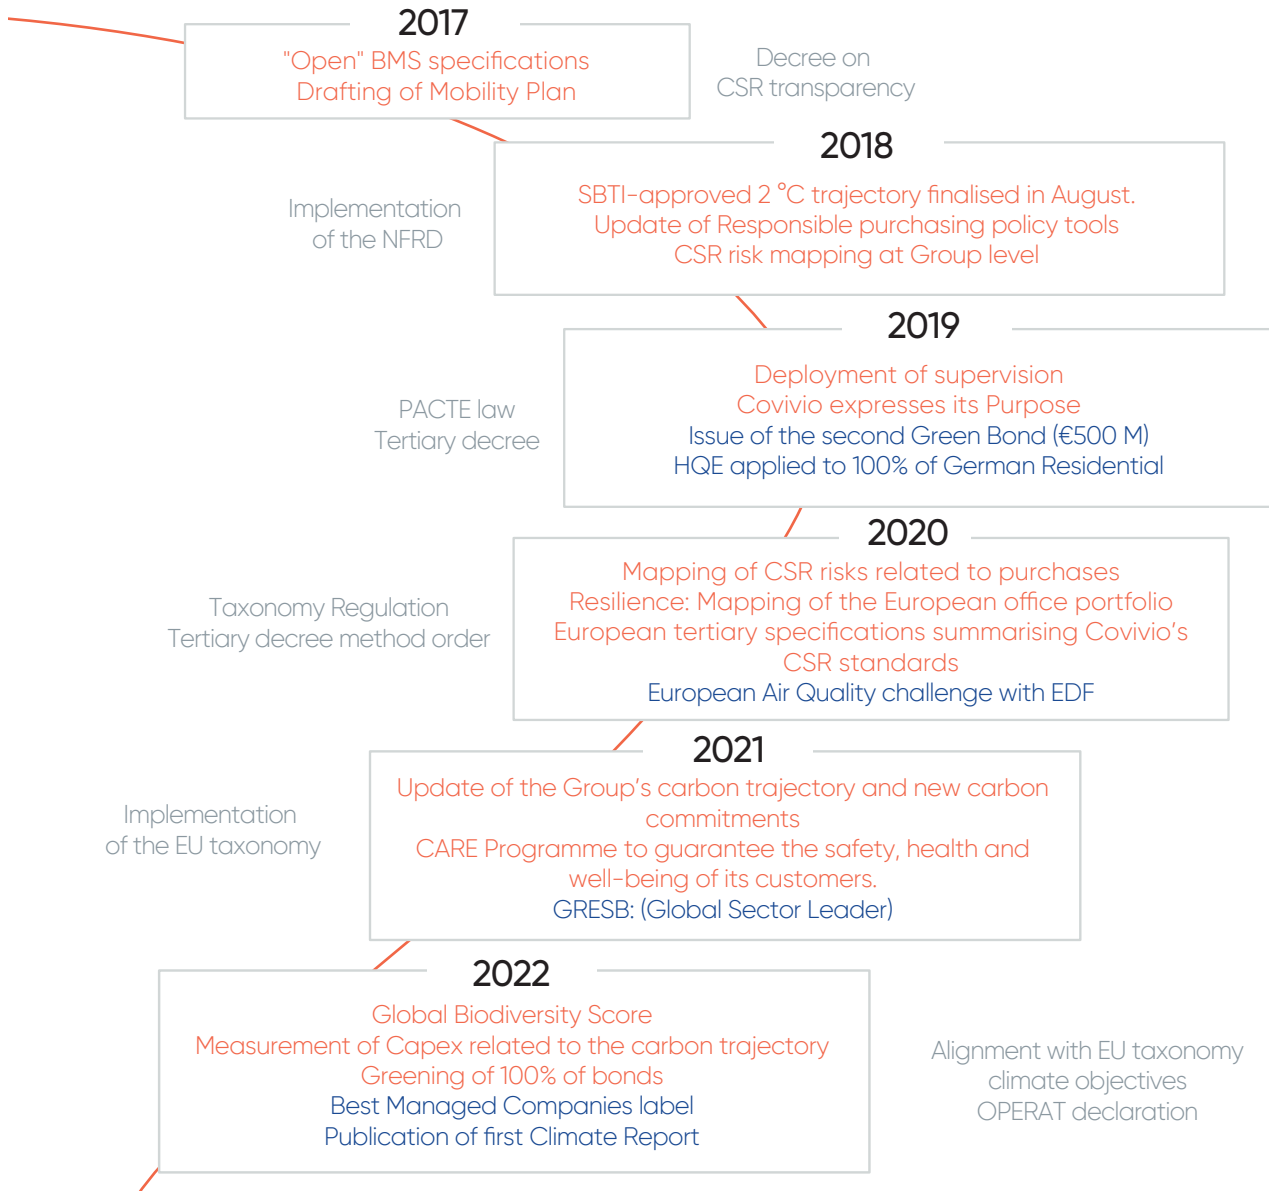 2017
"Open" BMS specifications
Drafting of Mobility Plan
Decree on
CSR transparency
2018
SBTI-approved 2 °C trajectory finalised in August.
Update of Responsible purchasing policy tools
CSR risk mapping at Group level
Implementation
of the NFRD
2019
Deployment of supervision
Covivio expresses its Purpose
Issue of the second Green Bond (€500 M)
HQE applied to 100% of German Residential
PACTE law
Tertiary decree
2020
Mapping of CSR risks related to purchases
Resilience: Mapping of the European office portfolio
European tertiary specifications summarising Covivio's
CSR standards
European Air Quality challenge with EDF
Taxonomy Regulation
Tertiary decree method order
2021
Update of the Group's carbon trajectory and new carbon
commitments
CARE Programme to guarantee the safety, health and
well-being of its customers.
GRESB: (Global Sector Leader)
Implementation
of the EU taxonomy
2022
Global Biodiversity Score
Measurement of Capex related to the carbon trajectory
Greening of 100% of bonds
Best Managed Companies label
Publication of first Climate Report
Alignment with EU taxonomy
climate objectives
OPERAT declaration